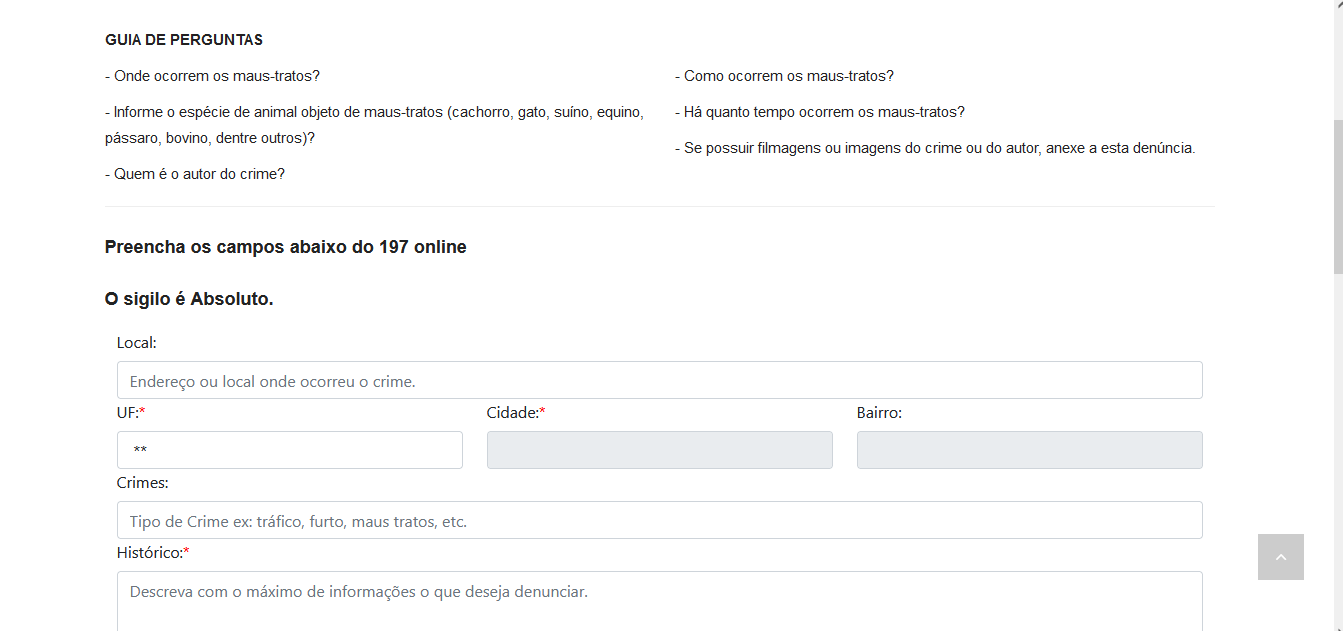 GUIA DE PERGUNTAS
- Onde ocorrem os maus-tratos?
- Informe o espécie de animal objeto de maus-tratos (cachorro, gato, suíno, equino,
pássaro, bovino, dentre outros)?
- Quem é o autor do crime?
- Como ocorrem os maus-tratos?
- Há quanto tempo ocorrem os maus-tratos?
- Se possuir filmagens ou imagens do crime ou do autor, anexe a esta denúncia.
Preencha os campos abaixo do 197 online
O sigilo é Absoluto.
Local:
Endereço ou local onde ocorreu o crime.
UF:* Cidade:* Bairro:
**
Crimes:
Tipo de Crime ex: tráfico, furto, maus tratos, etc.
Histórico:*
Descreva com o máximo de informações o que deseja denunciar.